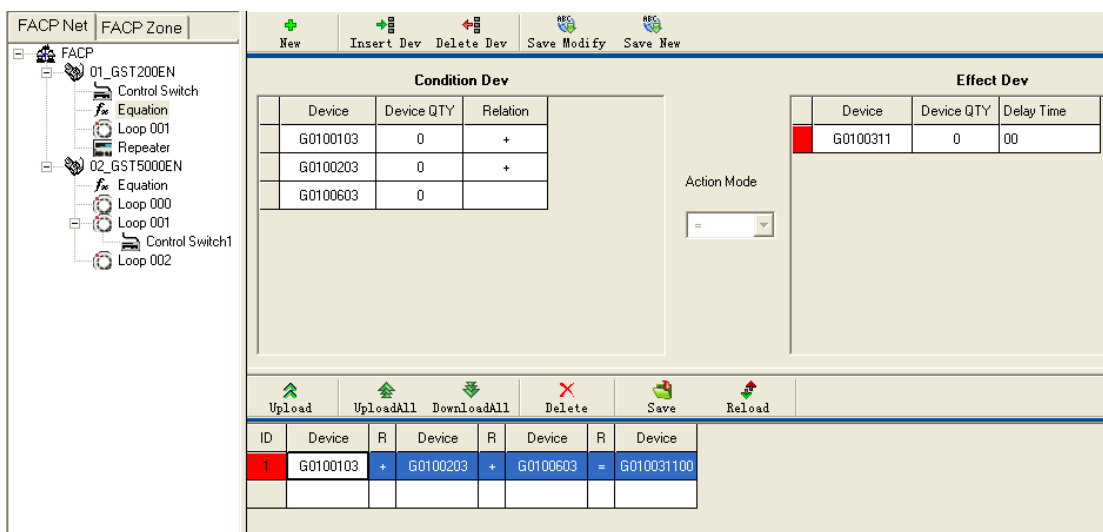 FACP Net FACP Zone
FACP
01_GST200EN
Control Switch
fx Equation
Loop 001
Repeater
02_GST5000EN
fx Equation
Loop 000
Loop 001
Control Switch1
Loop 002
New Insert Dev Delete Dev Save Modify Save New
Condition Dev
Device Device QTY Relation
G0100103 0 +
G0100203 0 +
G0100603 0
Action Mode
=
Effect Dev
Device Device QTY Delay Time
G0100311 0 00
Upload UploadAll DownloadAll Delete Save Reload
ID Device R Device R Device R Device
1 G0100103 + G0100203 + G0100603 = G010031100